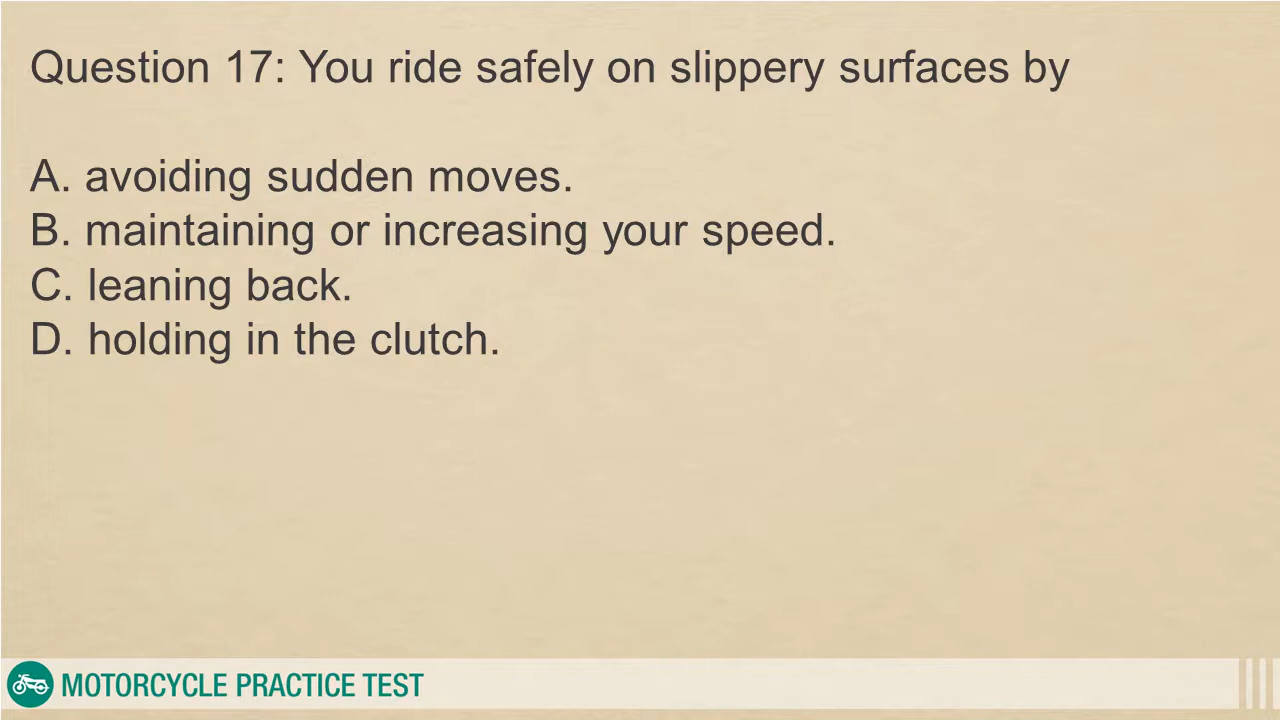 Question 17: You ride safely on slippery surfaces by
A. avoiding sudden moves.
B. maintaining or increasing your speed.
C. leaning back.
D. holding in the clutch.
MOTORCYCLE PRACTICE TEST